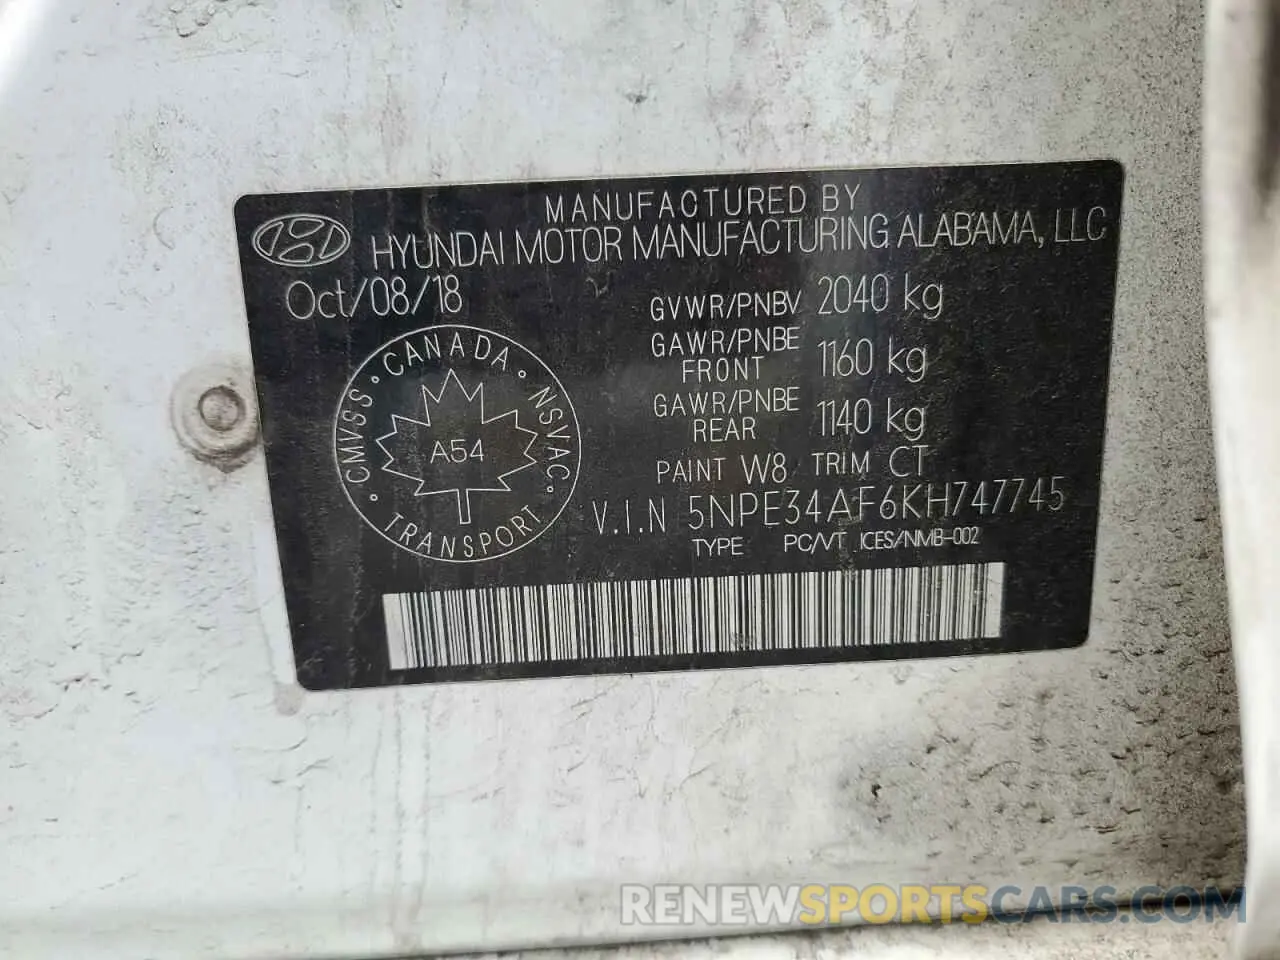 MANUFACTURED BY
HYUNDAI MOTOR MANUFACTURING ALABAMA, LLC
Oct/08/18
GVWR/PNBV 2040 kg
GAWR/PNBE FRONT 1160 kg
GAWR/PNBE REAR 1140 kg
PAINT W8 TRIM CT
V.I.N 5NPE34AF6KH747745
TYPE PC/VT ICES/NMB-002
CMVSS • CANADA • NSVAC •
TRANSPORT
A54
RENEWSPORTSCARS.COM